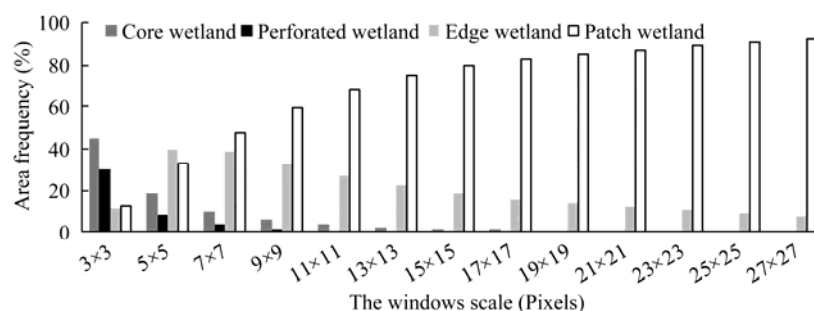 Core wetland Perforated wetland Edge wetland Patch wetland
Area frequency (%)
100
80
60
40
20
0
3×3 5×5 7×7 9×9 11×11 13×13 15×15 17×17 19×19 21×21 23×23 25×25 27×27
The windows scale (Pixels)